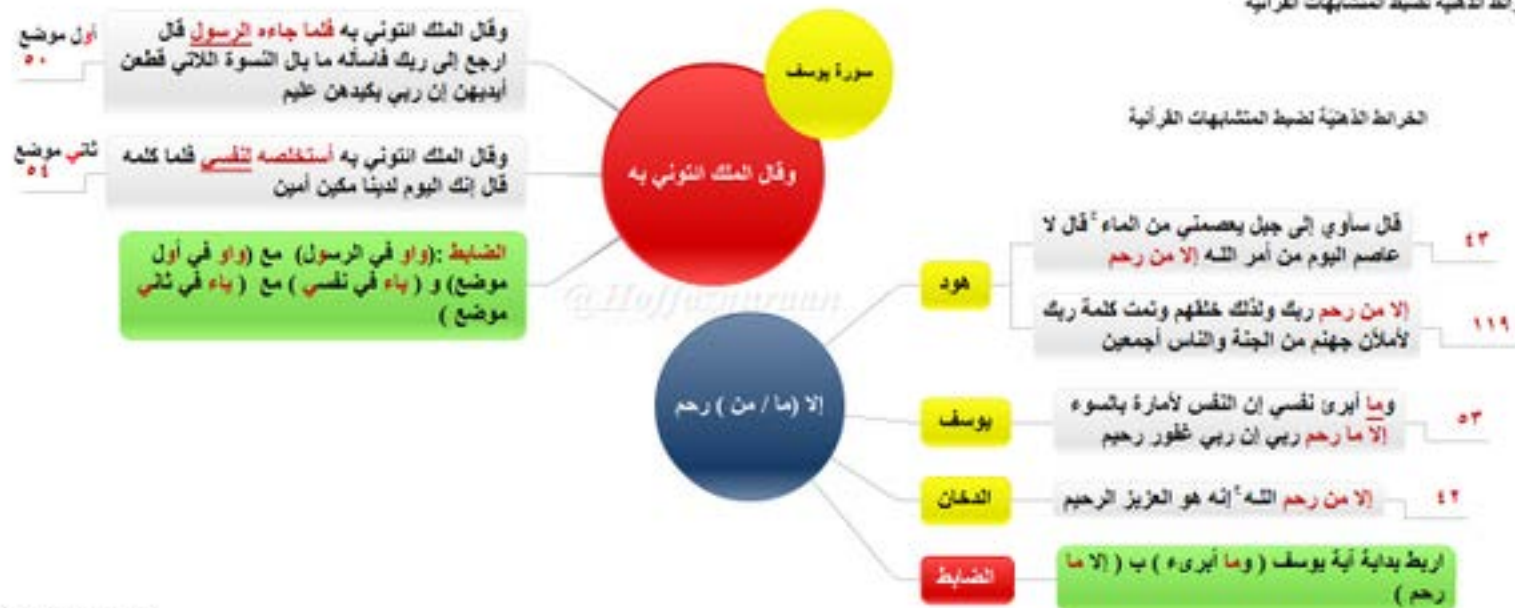 الخرائط الذهنية لضبط المتشابهات القرآنية
سورة يوسف
وقال الملك ائتوني به
وقال الملك ائتوني به فلما جاءه الرسول قال
ارجع إلى ربك فاسأله ما بال النسوة اللاتي قطعن
أيديهن إن ربي بكيدهن عليم
أول موضع
٥٠
وقال الملك ائتوني به أستخلصه لنفسي فلما كلمه
قال إنك اليوم لدينا مكين أمين
ثاني موضع
٥٤
الضابط :(واو في الرسول) مع (واو في أول
موضع) و ( ياء في نفسي ) مع ( ياء في ثاني
موضع )
الخرائط الذهنية لضبط المتشابهات القرآنية
إلا (ما / من ) رحم
هود
قال سآوي إلى جبل يعصمني من الماء ۚ قال لا
عاصم اليوم من أمر الله إلا من رحم
٤٣
إلا من رحم ربك ولذلك خلقهم وتمت كلمة ربك
لأملأن جهنم من الجنة والناس أجمعين
١١٩
يوسف
وما أبرئ نفسي إن النفس لأمارة بالسوء
إلا ما رحم ربي إن ربي غفور رحيم
٥٣
الدخان
إلا من رحم الله ۚ إنه هو العزيز الرحيم
٤٢
الضابط
اربط بداية آية يوسف ( وما أبرىء ) ب ( إلا ما
رحم )